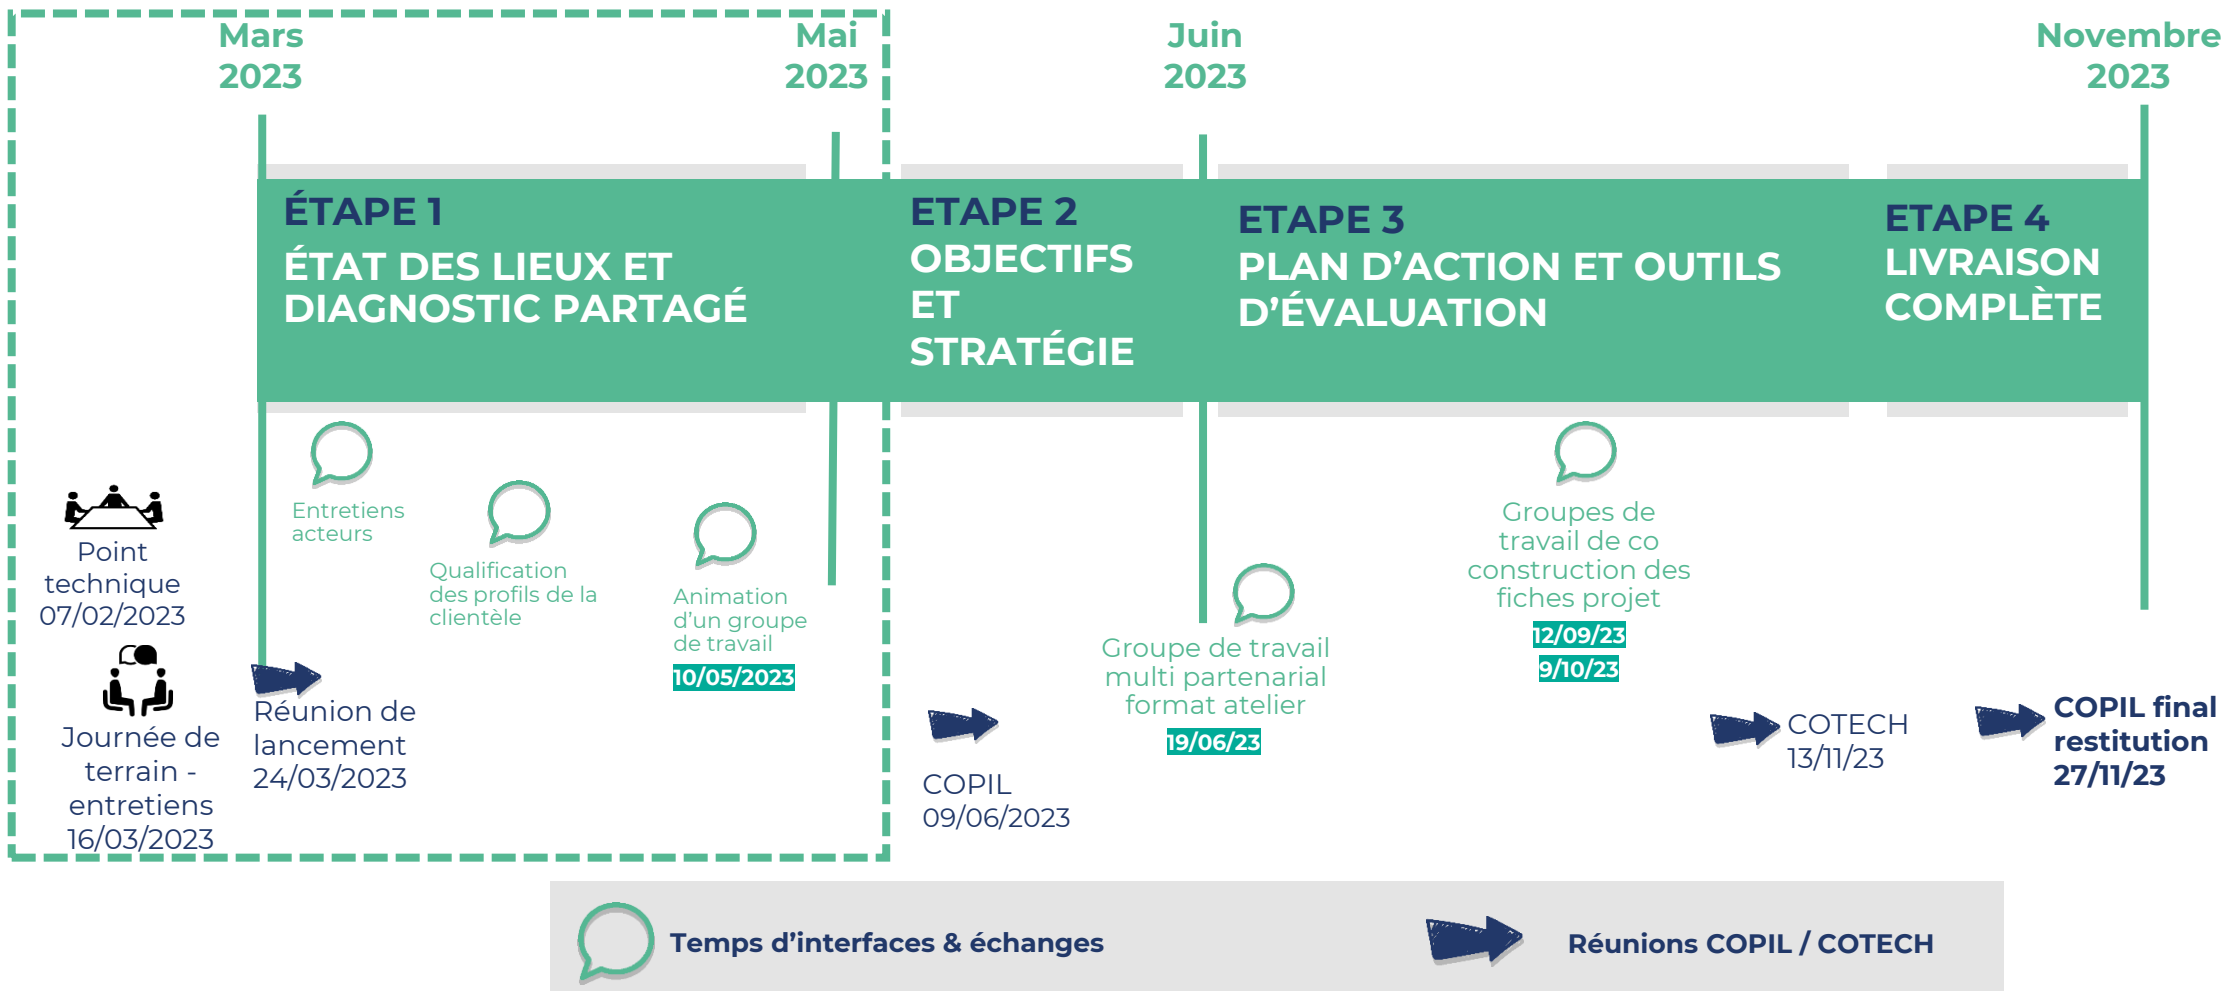 Mars
2023
Mai
2023
Juin
2023
Novembre
2023
ÉTAPE 1
ÉTAT DES LIEUX ET
DIAGNOSTIC PARTAGÉ
ETAPE 2
OBJECTIFS
ET
STRATÉGIE
ETAPE 3
PLAN D’ACTION ET OUTILS
D’ÉVALUATION
ETAPE 4
LIVRAISON
COMPLÈTE
Point
technique
07/02/2023
Journée de
terrain -
entretiens
16/03/2023
Réunion de
lancement
24/03/2023
Entretiens
acteurs
Qualification
des profils de la
clientèle
Animation
d’un groupe
de travail
10/05/2023
COPIL
09/06/2023
Groupe de travail
multi partenarial
format atelier
19/06/23
Groupes de
travail de co
construction des
fiches projet
12/09/23
9/10/23
COTECH
13/11/23
COPIL final
restitution
27/11/23
Temps d’interfaces & échanges
Réunions COPIL / COTECH